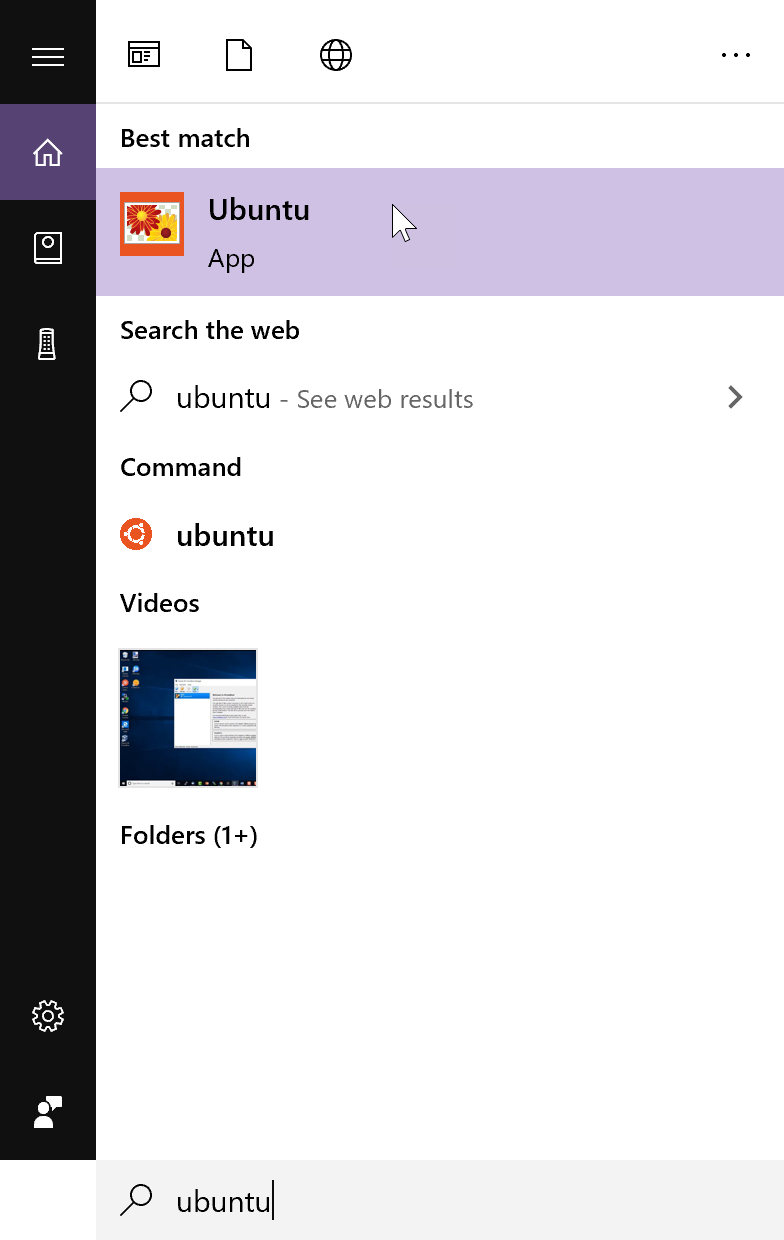 Best match
Ubuntu
App
Search the web
ubuntu - See web results
Command
ubuntu
Videos
Folders (1+)
ubuntu